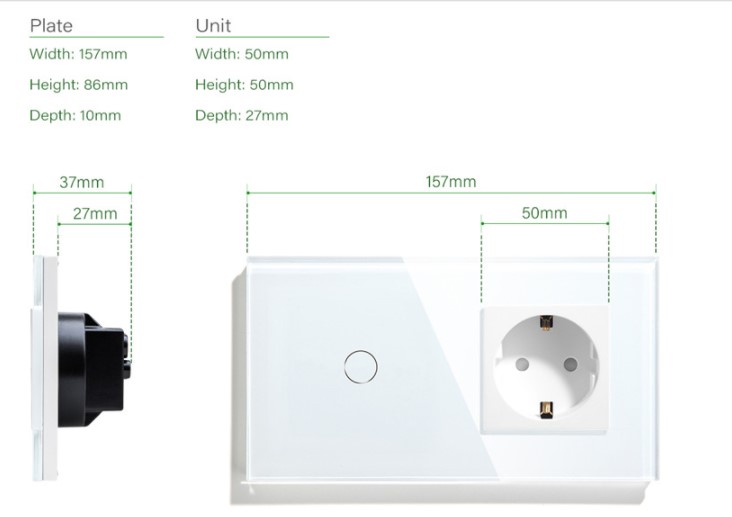 Plate
Unit
Width: 157mm
Width: 50mm
Height: 86mm
Height: 50mm
Depth: 10mm
Depth: 27mm
37mm
157mm
27mm
50mm